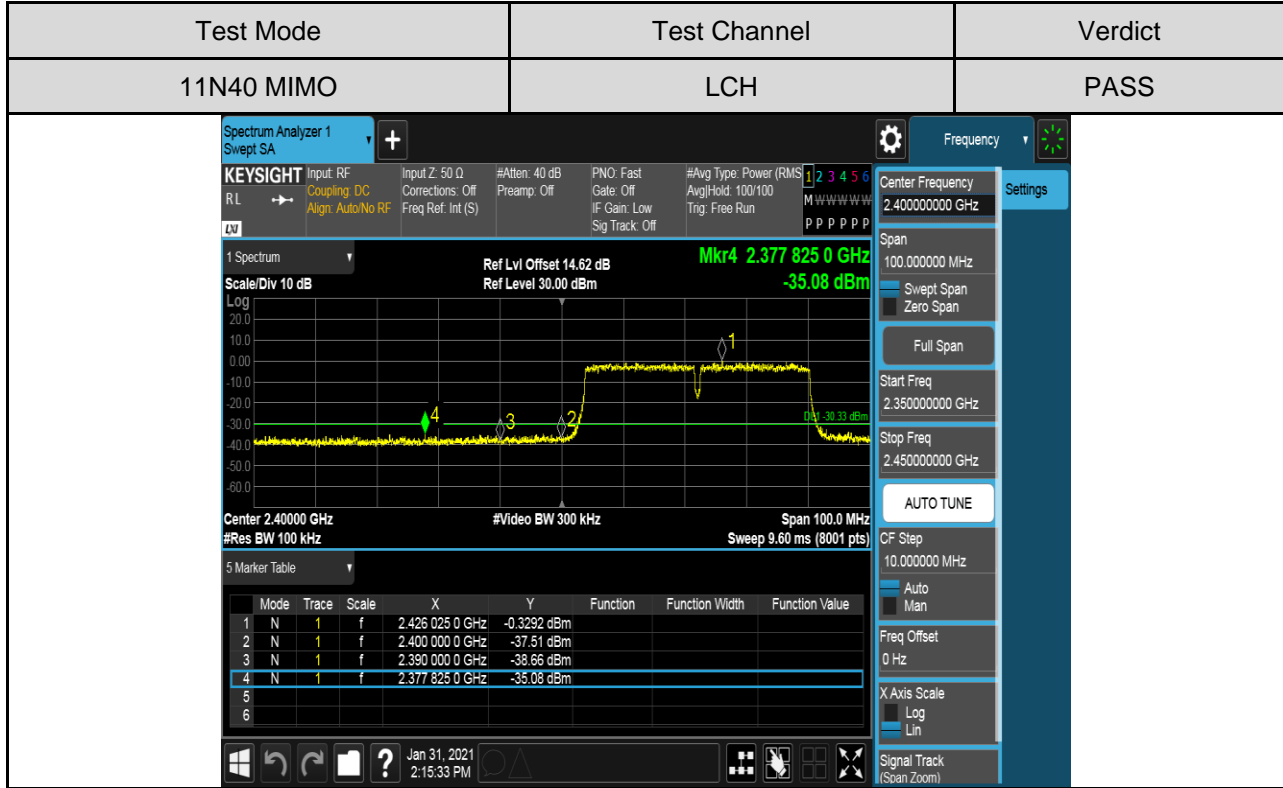 Test Mode Test Channel Verdict
11N40 MIMO LCH PASS
Spectrum Analyzer 1
Swept SA
+
Frequency
KEYSIGHT
RL
LXI
Input: RF
Coupling: DC
Align: Auto/No RF
Input Z: 50 Ω
Corrections: Off
Freq Ref: Int (S)
#Atten: 40 dB
Preamp: Off
PNO: Fast
Gate: Off
IF Gain: Low
Sig Track: Off
#Avg Type: Power (RMS
Avg|Hold: 100/100
Trig: Free Run
1 2 3 4 5 6
M W W W W W
P P P P P P
Center Frequency
2.400000000 GHz
Settings
1 Spectrum
Scale/Div 10 dB
Ref Lvl Offset 14.62 dB
Ref Level 30.00 dBm
Mkr4 2.377 825 0 GHz
-35.08 dBm
Log
20.0
10.0
0.00
-10.0
-20.0
-30.0
-40.0
-50.0
-60.0
1
4
3
2
DL1 -30.33 dBm
Center 2.40000 GHz
#Res BW 100 kHz
#Video BW 300 kHz
Span 100.0 MHz
Sweep 9.60 ms (8001 pts)
Span
100.000000 MHz
Swept Span
Zero Span
Full Span
Start Freq
2.350000000 GHz
Stop Freq
2.450000000 GHz
AUTO TUNE
CF Step
10.000000 MHz
Auto
Man
Freq Offset
0 Hz
X Axis Scale
Log
Lin
Signal Track
(Span Zoom)
5 Marker Table
Mode Trace Scale X Y Function Function Width Function Value
1 N 1 f 2.426 025 0 GHz -0.3292 dBm
2 N 1 f 2.400 000 0 GHz -37.51 dBm
3 N 1 f 2.390 000 0 GHz -38.66 dBm
4 N 1 f 2.377 825 0 GHz -35.08 dBm
5
6
?
Jan 31, 2021
2:15:33 PM